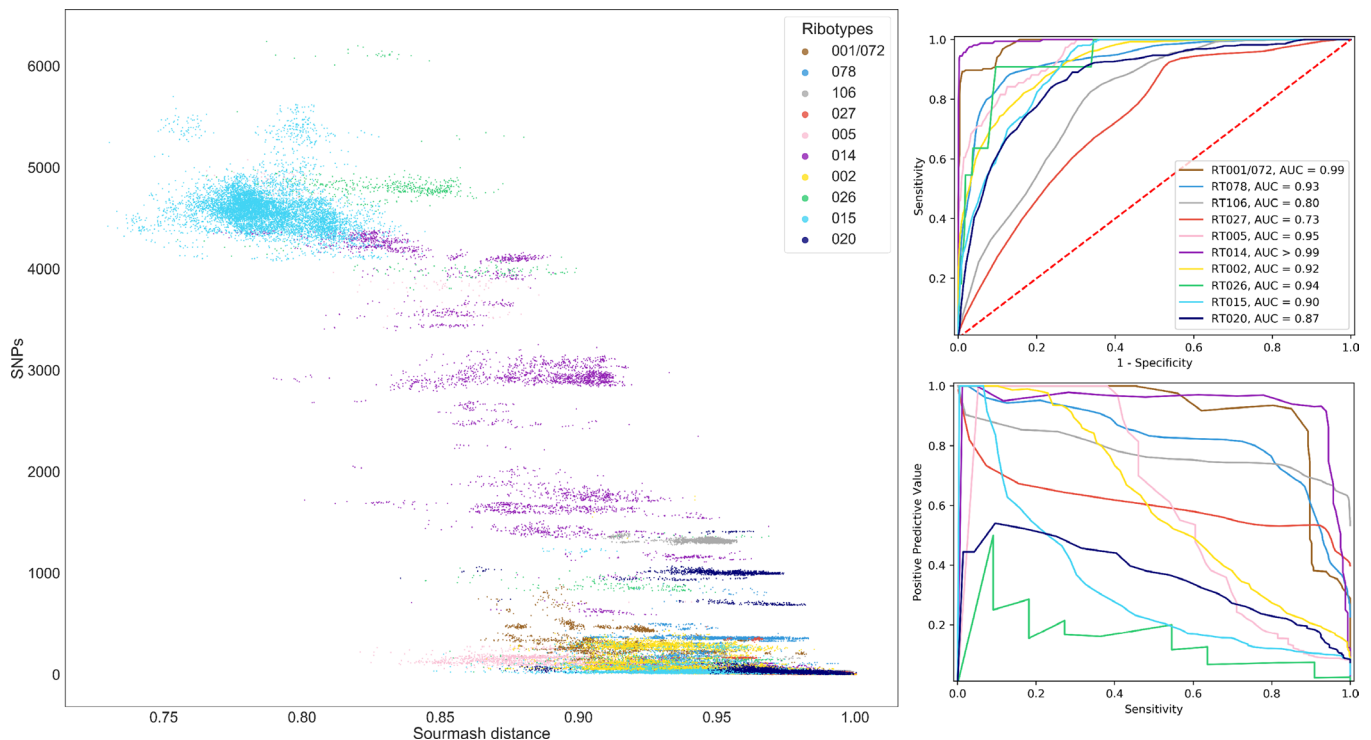 Ribotypes
001/072
078
106
027
005
014
002
026
015
020
SNPs
6000
5000
4000
3000
2000
1000
0
0.75
0.80
0.85
0.90
0.95
1.00
Sourmash distance
Sensitivity
1.0
0.8
0.6
0.4
0.2
RT001/072, AUC = 0.99
RT078, AUC = 0.93
RT106, AUC = 0.80
RT027, AUC = 0.73
RT005, AUC = 0.95
RT014, AUC > 0.99
RT002, AUC = 0.92
RT026, AUC = 0.94
RT015, AUC = 0.90
RT020, AUC = 0.87
0.0
0.2
0.4
0.6
0.8
1.0
1 - Specificity
Positive Predictive Value
1.0
0.8
0.6
0.4
0.2
0.0
0.2
0.4
0.6
0.8
1.0
Sensitivity